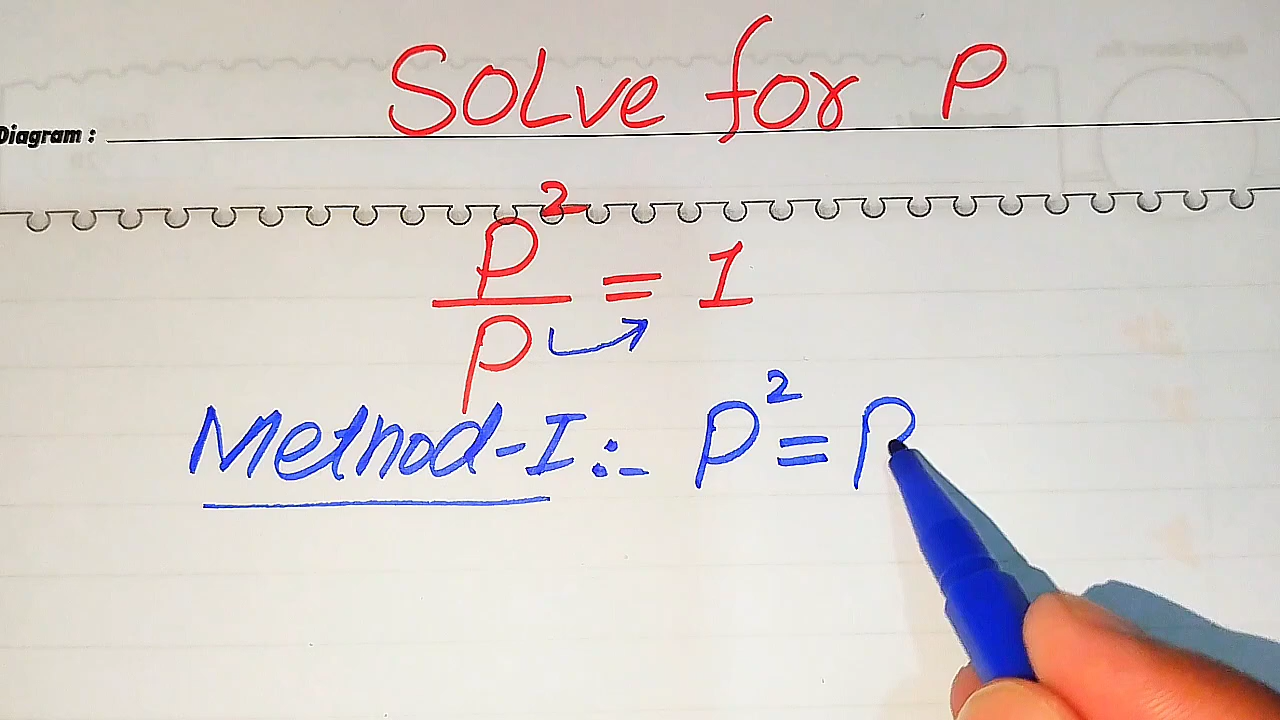 Solve for P
Diagram :
P²
―
P
= 1
Method-I:- P² = P